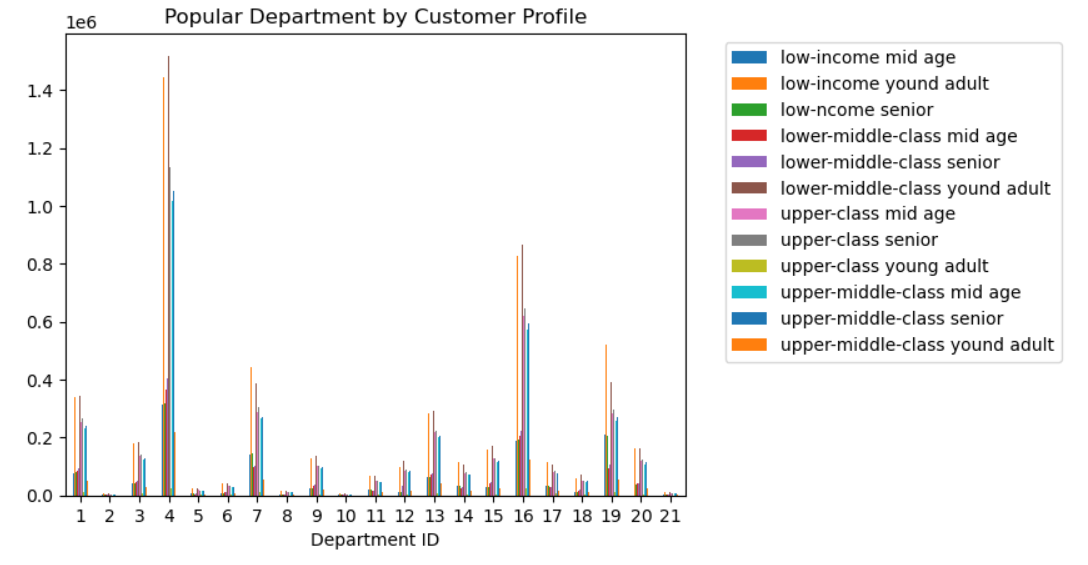 Popular Department by Customer Profile
1e6
1.4
1.2
1.0
0.8
0.6
0.4
0.2
0.0
1 2 3 4 5 6 7 8 9 10 11 12 13 14 15 16 17 18 19 20 21
Department ID
low-income mid age
low-income yound adult
low-ncome senior
lower-middle-class mid age
lower-middle-class senior
lower-middle-class yound adult
upper-class mid age
upper-class senior
upper-class young adult
upper-middle-class mid age
upper-middle-class senior
upper-middle-class yound adult